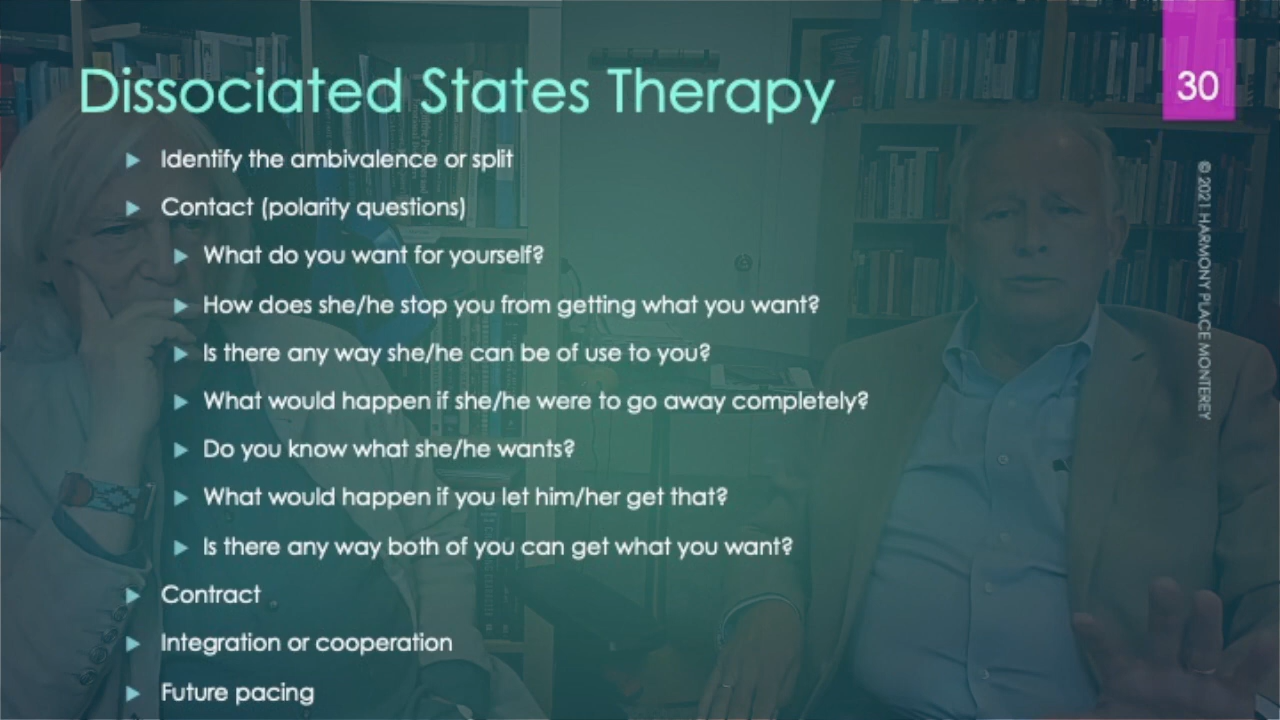 Dissociated States Therapy
30
Identify the ambivalence or split
Contact (polarity questions)
What do you want for yourself?
How does she/he stop you from getting what you want?
Is there any way she/he can be of use to you?
What would happen if she/he were to go away completely?
Do you know what she/he wants?
What would happen if you let him/her get that?
Is there any way both of you can get what you want?
Contract
Integration or cooperation
Future pacing
© 2021 HARMONY PLACE MONTEREY